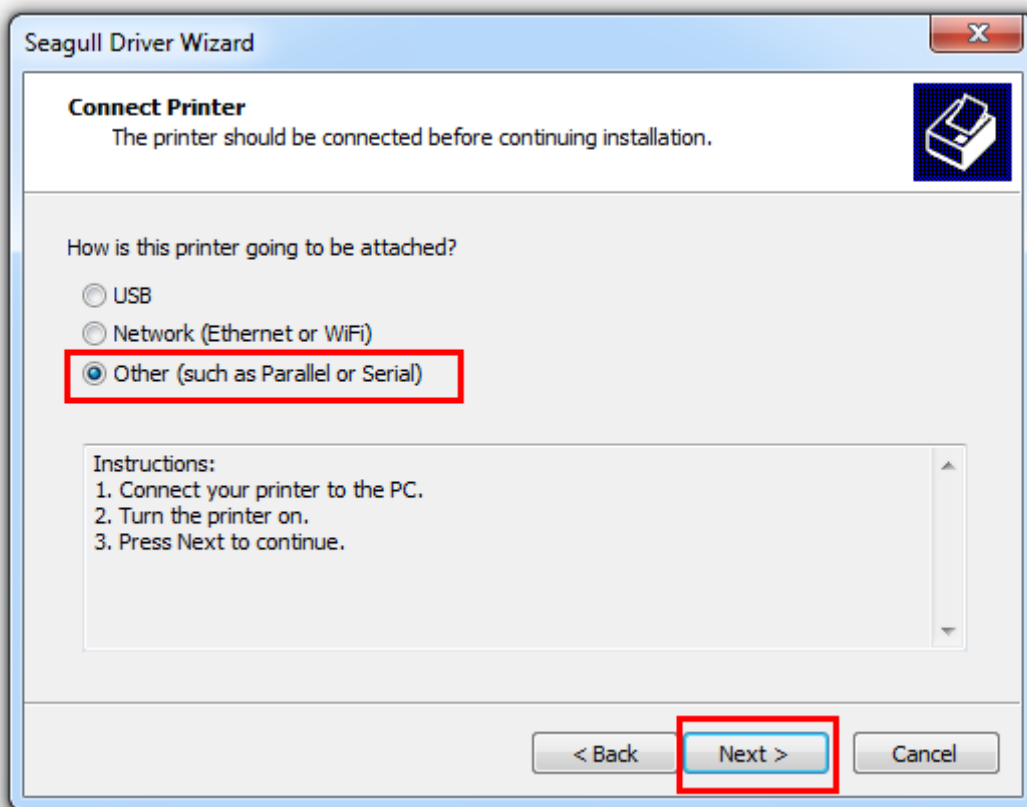 Seagull Driver Wizard
Connect Printer
The printer should be connected before continuing installation.
How is this printer going to be attached?
USB
Network (Ethernet or WiFi)
Other (such as Parallel or Serial)
Instructions:
1. Connect your printer to the PC.
2. Turn the printer on.
3. Press Next to continue.
< Back Next > Cancel